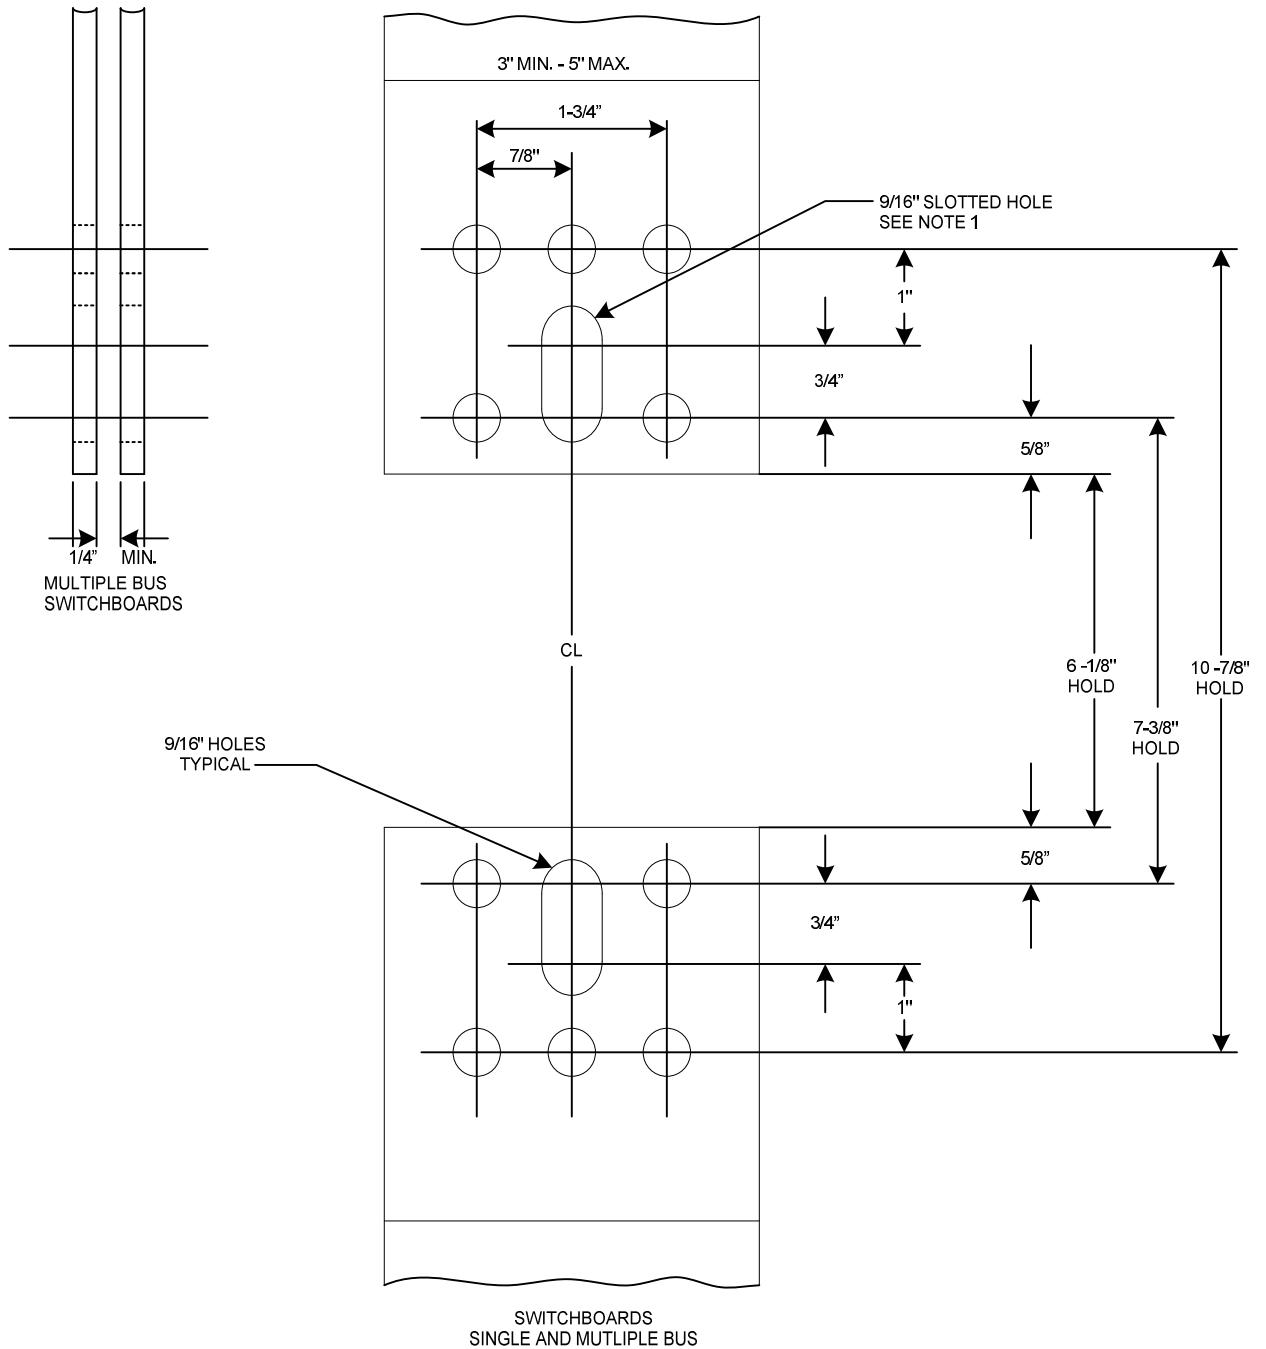 3" MIN. - 5" MAX.
1-3/4"
7/8"
9/16" SLOTTED HOLE
SEE NOTE 1
1"
3/4"
5/8"
1/4" MIN.
MULTIPLE BUS
SWITCHBOARDS
CL
6 -1/8"
HOLD
10 -7/8"
HOLD
7-3/8"
HOLD
9/16" HOLES
TYPICAL
5/8"
3/4"
1"
SWITCHBOARDS
SINGLE AND MUTLIPLE BUS